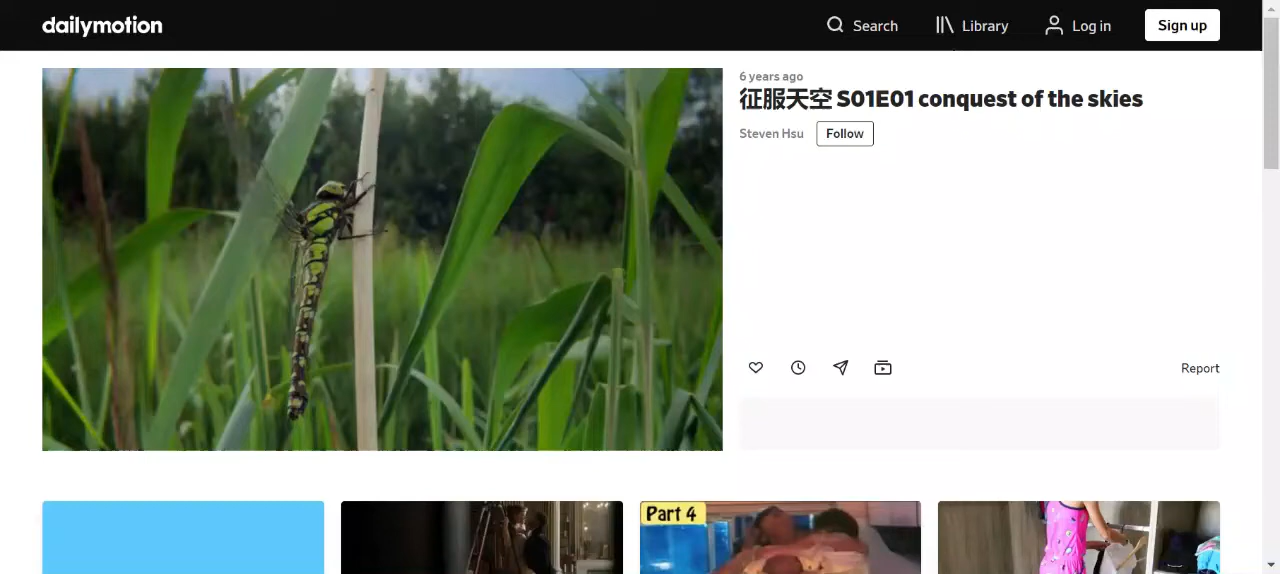 dailymotion
Search
Library
Log in
Sign up
6 years ago
征服天空 S01E01 conquest of the skies
Steven Hsu
Follow
Report
Part 4